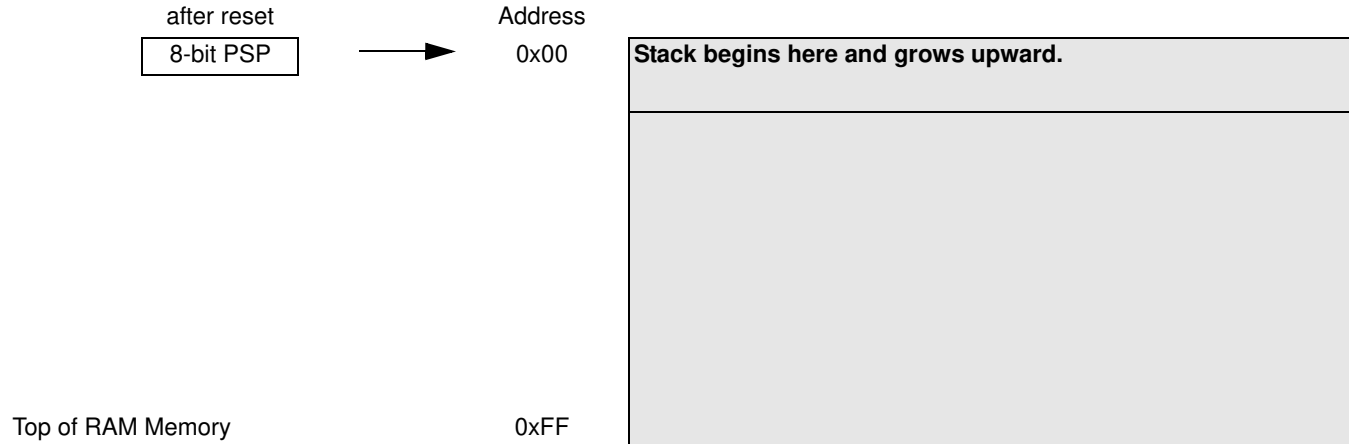 after reset Address
8-bit PSP 0x00 Stack begins here and grows upward.
Top of RAM Memory 0xFF